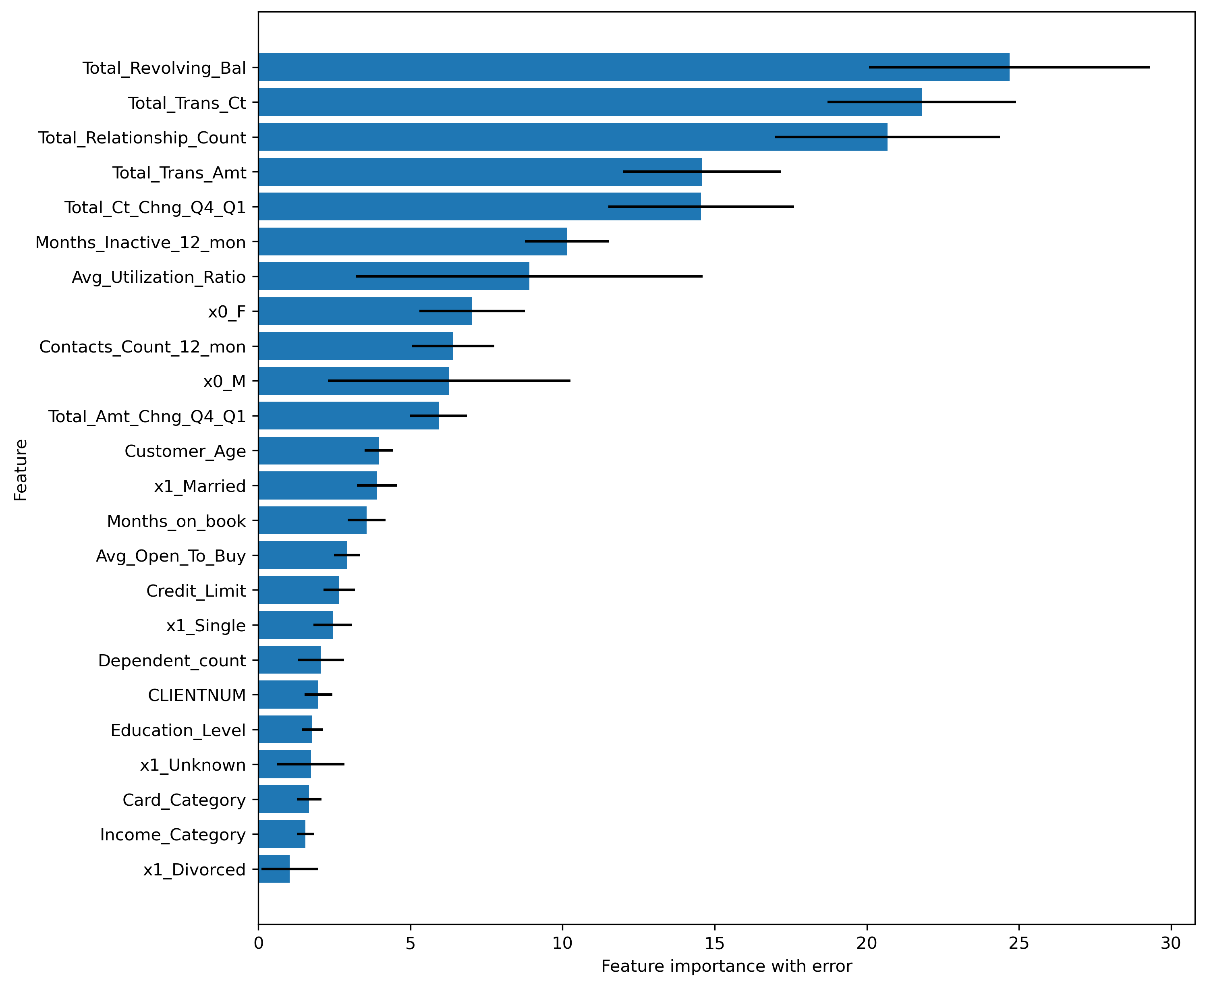 Total_Revolving_Bal
Total_Trans_Ct
Total_Relationship_Count
Total_Trans_Amt
Total_Ct_Chng_Q4_Q1
Months_Inactive_12_mon
Avg_Utilization_Ratio
x0_F
Contacts_Count_12_mon
x0_M
Total_Amt_Chng_Q4_Q1
Customer_Age
x1_Married
Months_on_book
Avg_Open_To_Buy
Credit_Limit
x1_Single
Dependent_count
CLIENTNUM
Education_Level
x1_Unknown
Card_Category
Income_Category
x1_Divorced
Feature
0 5 10 15 20 25 30
Feature importance with error